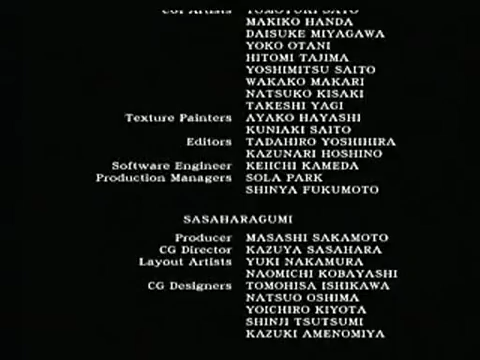 TOMOYUKI SATO
MAKIKO HANDA
DAISUKE MIYAGAWA
YOKO OTANI
HITOMI TAJIMA
YOSHIMITSU SAITO
WAKAKO MAKARI
NATSUKO KISAKI
TAKESHI YAGI
Texture Painters AYAKO HAYASHI
KUNIAKI SAITO
Editors TADAHIRO YOSHIHIRA
KAZUNARI HOSHINO
Software Engineer KEIICHI KAMEDA
Production Managers SOLA PARK
SHINYA FUKUMOTO
SASAHARAGUMI
Producer MASASHI SAKAMOTO
CG Director KAZUYA SASAHARA
Layout Artists YUKI NAKAMURA
NAOMICHI KOBAYASHI
CG Designers TOMOHISA ISHIKAWA
NATSUO OSHIMA
YOICHIRO KIYOTA
SHINJI TSUTSUMI
KAZUKI AMENOMIYA